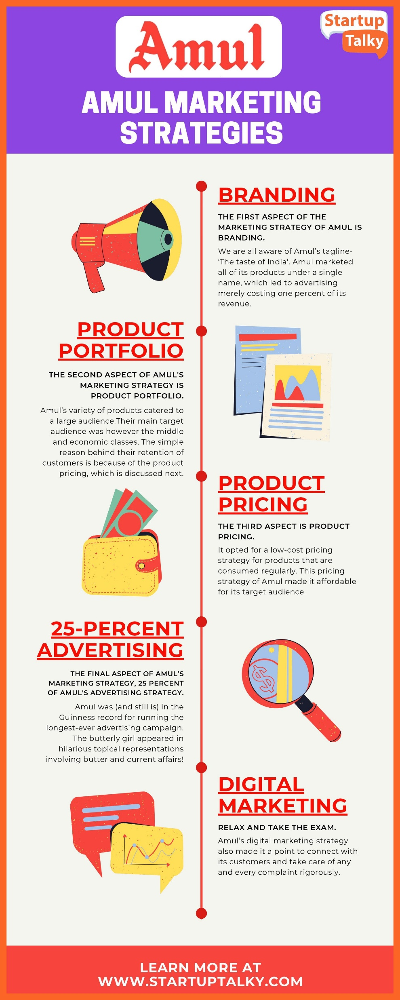 Amul
Startup
Talky
AMUL MARKETING
STRATEGIES
BRANDING
THE FIRST ASPECT OF THE
MARKETING STRATEGY OF AMUL IS
BRANDING.
We are all aware of Amul’s tagline-
‘The taste of India’. Amul marketed
all of its products under a single
name, which led to advertising
merely costing one percent of its
revenue.
PRODUCT
PORTFOLIO
THE SECOND ASPECT OF AMUL'S
MARKETING STRATEGY IS
PRODUCT PORTFOLIO.
Amul’s variety of products catered to
a large audience.Their main target
audience was however the middle
and economic classes. The simple
reason behind their retention of
customers is because of the product
pricing, which is discussed next.
PRODUCT
PRICING
THE THIRD ASPECT IS PRODUCT
PRICING.
It opted for a low-cost pricing
strategy for products that are
consumed regularly. This pricing
strategy of Amul made it affordable
for its target audience.
25-PERCENT
ADVERTISING
THE FINAL ASPECT OF AMUL’S
MARKETING STRATEGY, 25 PERCENT
OF AMUL'S ADVERTISING STRATEGY.
Amul was (and still is) in the
Guinness record for running the
longest-ever advertising campaign.
The butterly girl appeared in
hilarious topical representations
involving butter and current affairs!
$
DIGITAL
MARKETING
RELAX AND TAKE THE EXAM.
Amul’s digital marketing strategy
also made it a point to connect with
its customers and take care of any
and every complaint rigorously.
LEARN MORE AT
WWW.STARTUPTALKY.COM